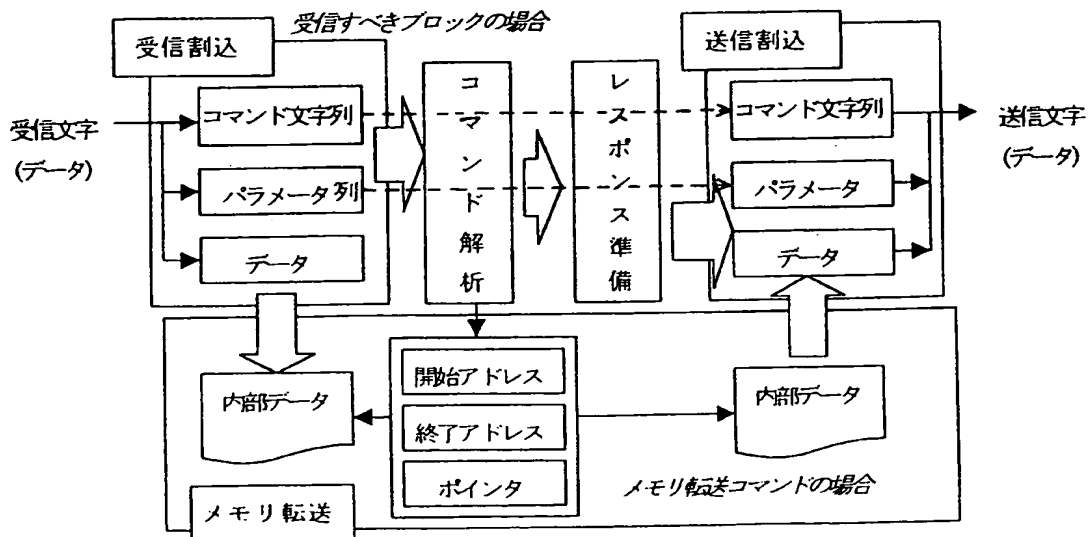 受信すべきブロックの場合
受信割込
送信割込
受信文字
(データ)
コマンド文字列
パラメータ列
データ
コマンド解析
レスポンス準備
コマンド文字列
パラメータ
データ
送信文字
(データ)
内部データ
開始アドレス
終了アドレス
ポインタ
内部データ
メモリ転送コマンドの場合
メモリ転送